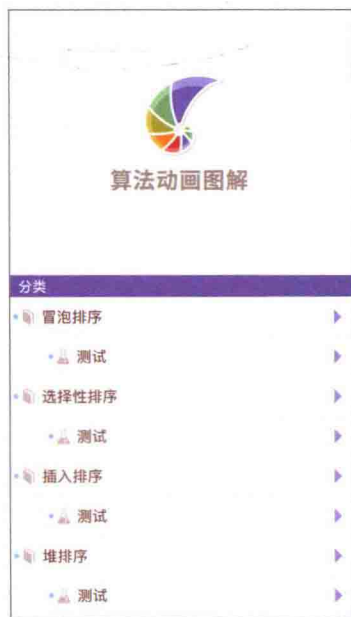 算法动画图解
分类
冒泡排序
测试
选择性排序
测试
插入排序
测试
堆排序
测试